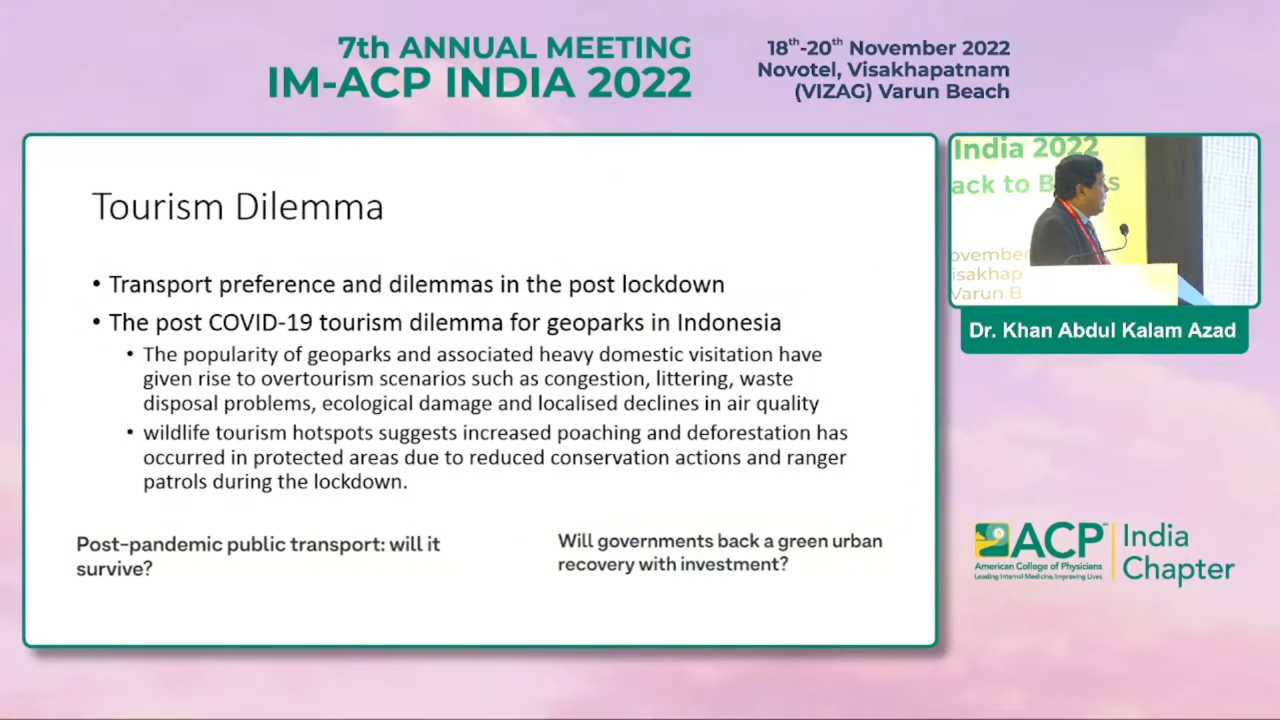 7th ANNUAL MEETING
IM-ACP INDIA 2022
18th-20th November 2022
Novotel, Visakhapatnam
(VIZAG) Varun Beach
Tourism Dilemma
• Transport preference and dilemmas in the post lockdown
• The post COVID-19 tourism dilemma for geoparks in Indonesia
• The popularity of geoparks and associated heavy domestic visitation have
given rise to overtourism scenarios such as congestion, littering, waste
disposal problems, ecological damage and localised declines in air quality
• wildlife tourism hotspots suggests increased poaching and deforestation has
occurred in protected areas due to reduced conservation actions and ranger
patrols during the lockdown.
Post-pandemic public transport: will it
survive?
Will governments back a green urban
recovery with investment?
India 2022
ack to B s
ovember
isakhap
Varun B
Dr. Khan Abdul Kalam Azad
ACP
American College of Physicians
Leading Internal Medicine, Improving Lives
India
Chapter